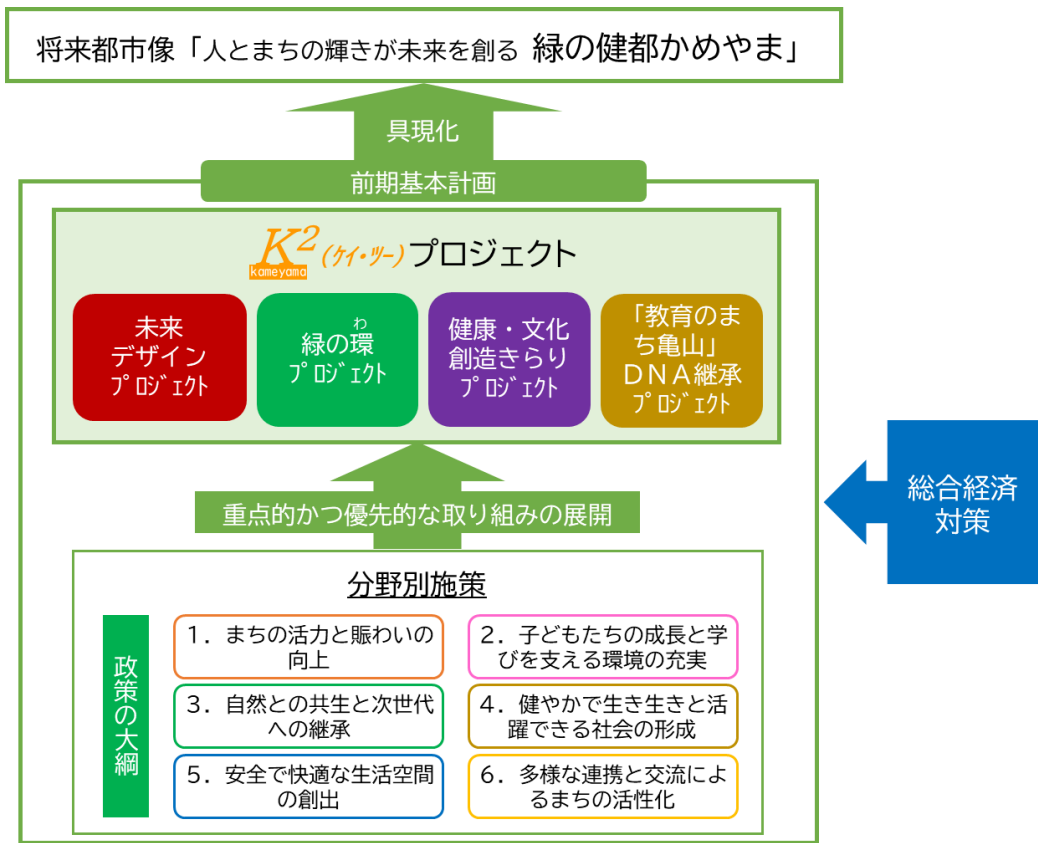 将来都市像「人とまちの輝きが未来を創る 緑の健都かめやま」
具現化
前期基本計画
K² (ｹｲ・ﾂｰ) プロジェクト
kameyama
未来
デザイン
ﾌﾟﾛｼﾞｪｸﾄ
わ
緑の環
ﾌﾟﾛｼﾞｪｸﾄ
健康・文化
創造きらり
ﾌﾟﾛｼﾞｪｸﾄ
「教育のま
ち亀山」
ＤＮＡ継承
ﾌﾟﾛｼﾞｪｸﾄ
重点的かつ優先的な取り組みの展開
総合経済
対策
分野別施策
政策の大綱
１．まちの活力と賑わいの
向上
２．子どもたちの成長と学
びを支える環境の充実
３．自然との共生と次世代
への継承
４．健やかで生き生きと活
躍できる社会の形成
５．安全で快適な生活空間
の創出
６．多様な連携と交流によ
るまちの活性化